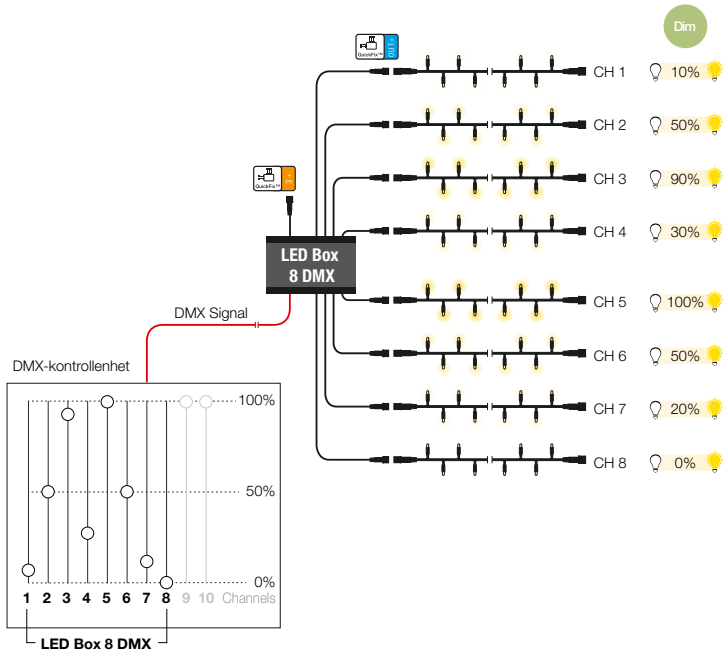 Dim
QuickFix™
OUT+
CH 1
10%
CH 2
50%
CH 3
90%
QuickFix™
CH 4
30%
LED Box
8 DMX
CH 5
100%
DMX Signal
CH 6
50%
DMX-kontrollenhet
CH 7
20%
100%
CH 8
0%
50%
0%
1 2 3 4 5 6 7 8 9 10 Channels
LED Box 8 DMX